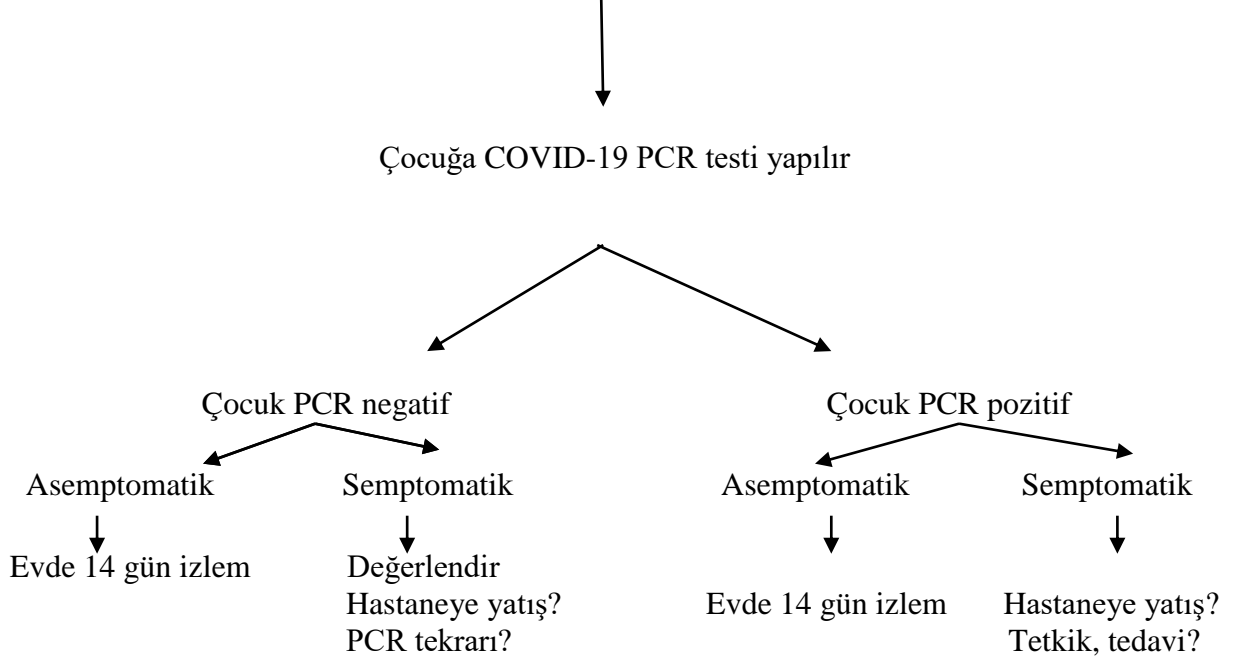 Çocuğa COVID-19 PCR testi yapılır
Çocuk PCR negatif
Çocuk PCR pozitif
Asemptomatik
Semptomatik
Asemptomatik
Semptomatik
Evde 14 gün izlem
Değerlendir
Hastaneye yatış?
PCR tekrarı?
Evde 14 gün izlem
Hastaneye yatış?
Tetkik, tedavi?